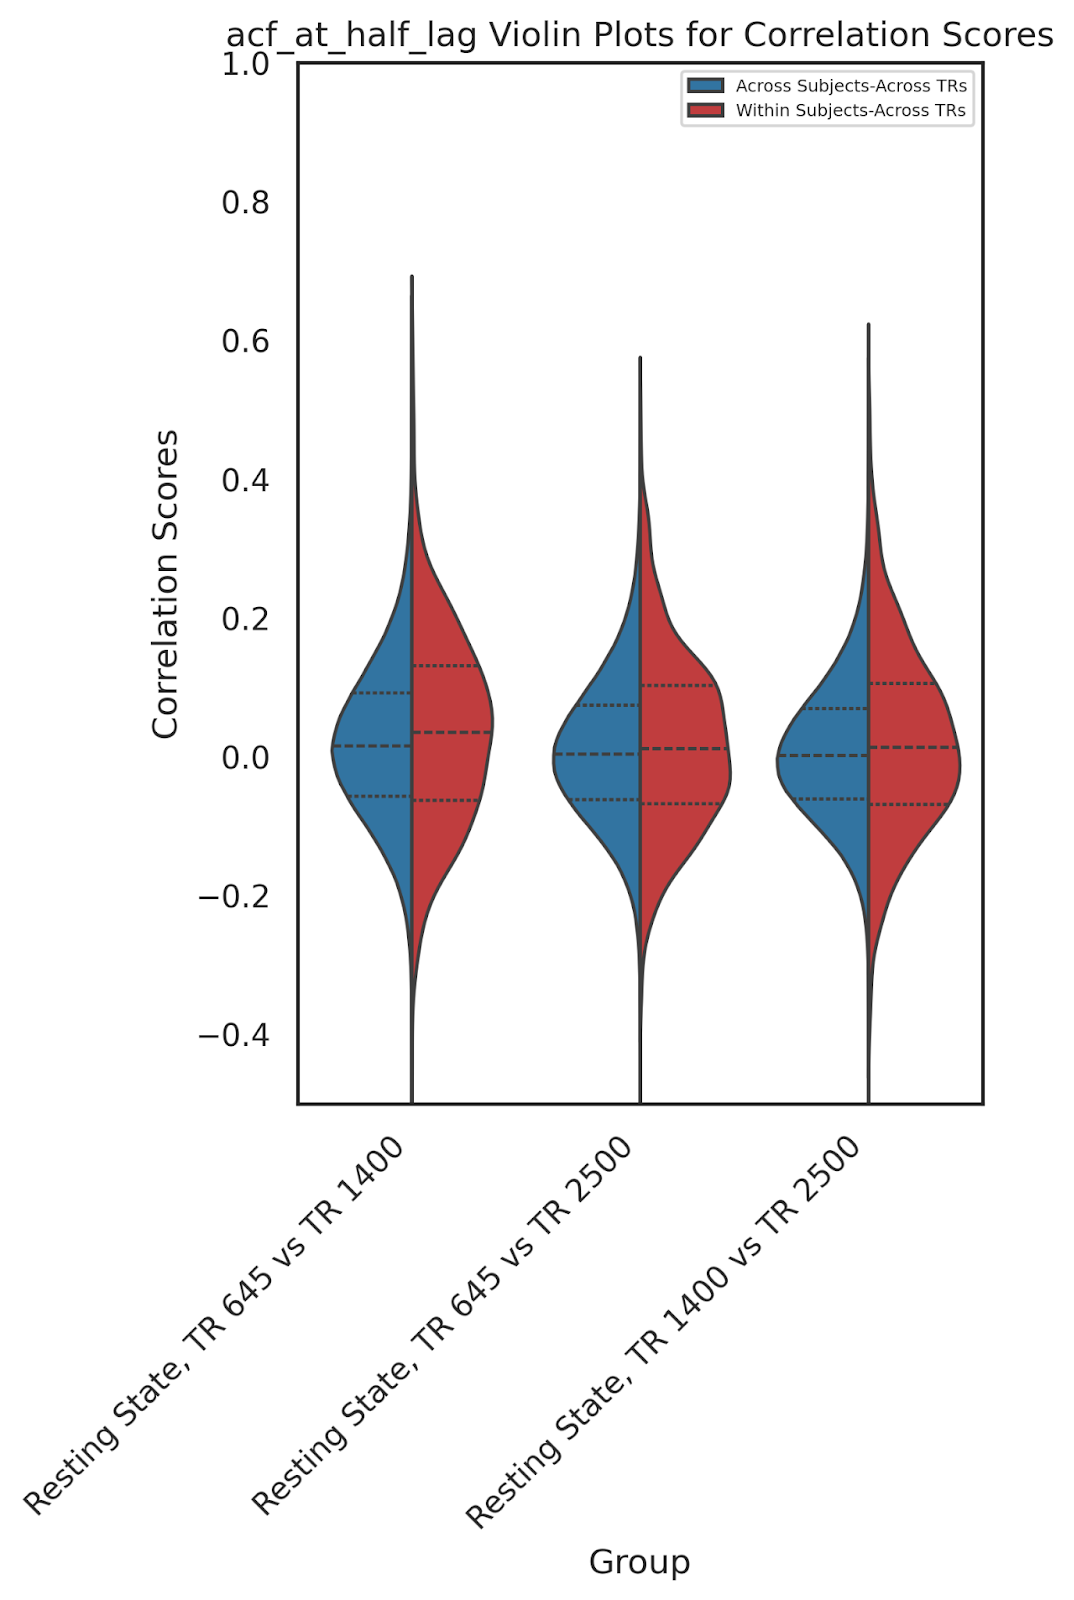 acf_at_half_lag Violin Plots for Correlation Scores
Across Subjects-Across TRs
Within Subjects-Across TRs
1.0
0.8
0.6
0.4
0.2
0.0
−0.2
−0.4
Correlation Scores
Resting State, TR 645 vs TR 1400
Resting State, TR 645 vs TR 2500
Resting State, TR 1400 vs TR 2500
Group